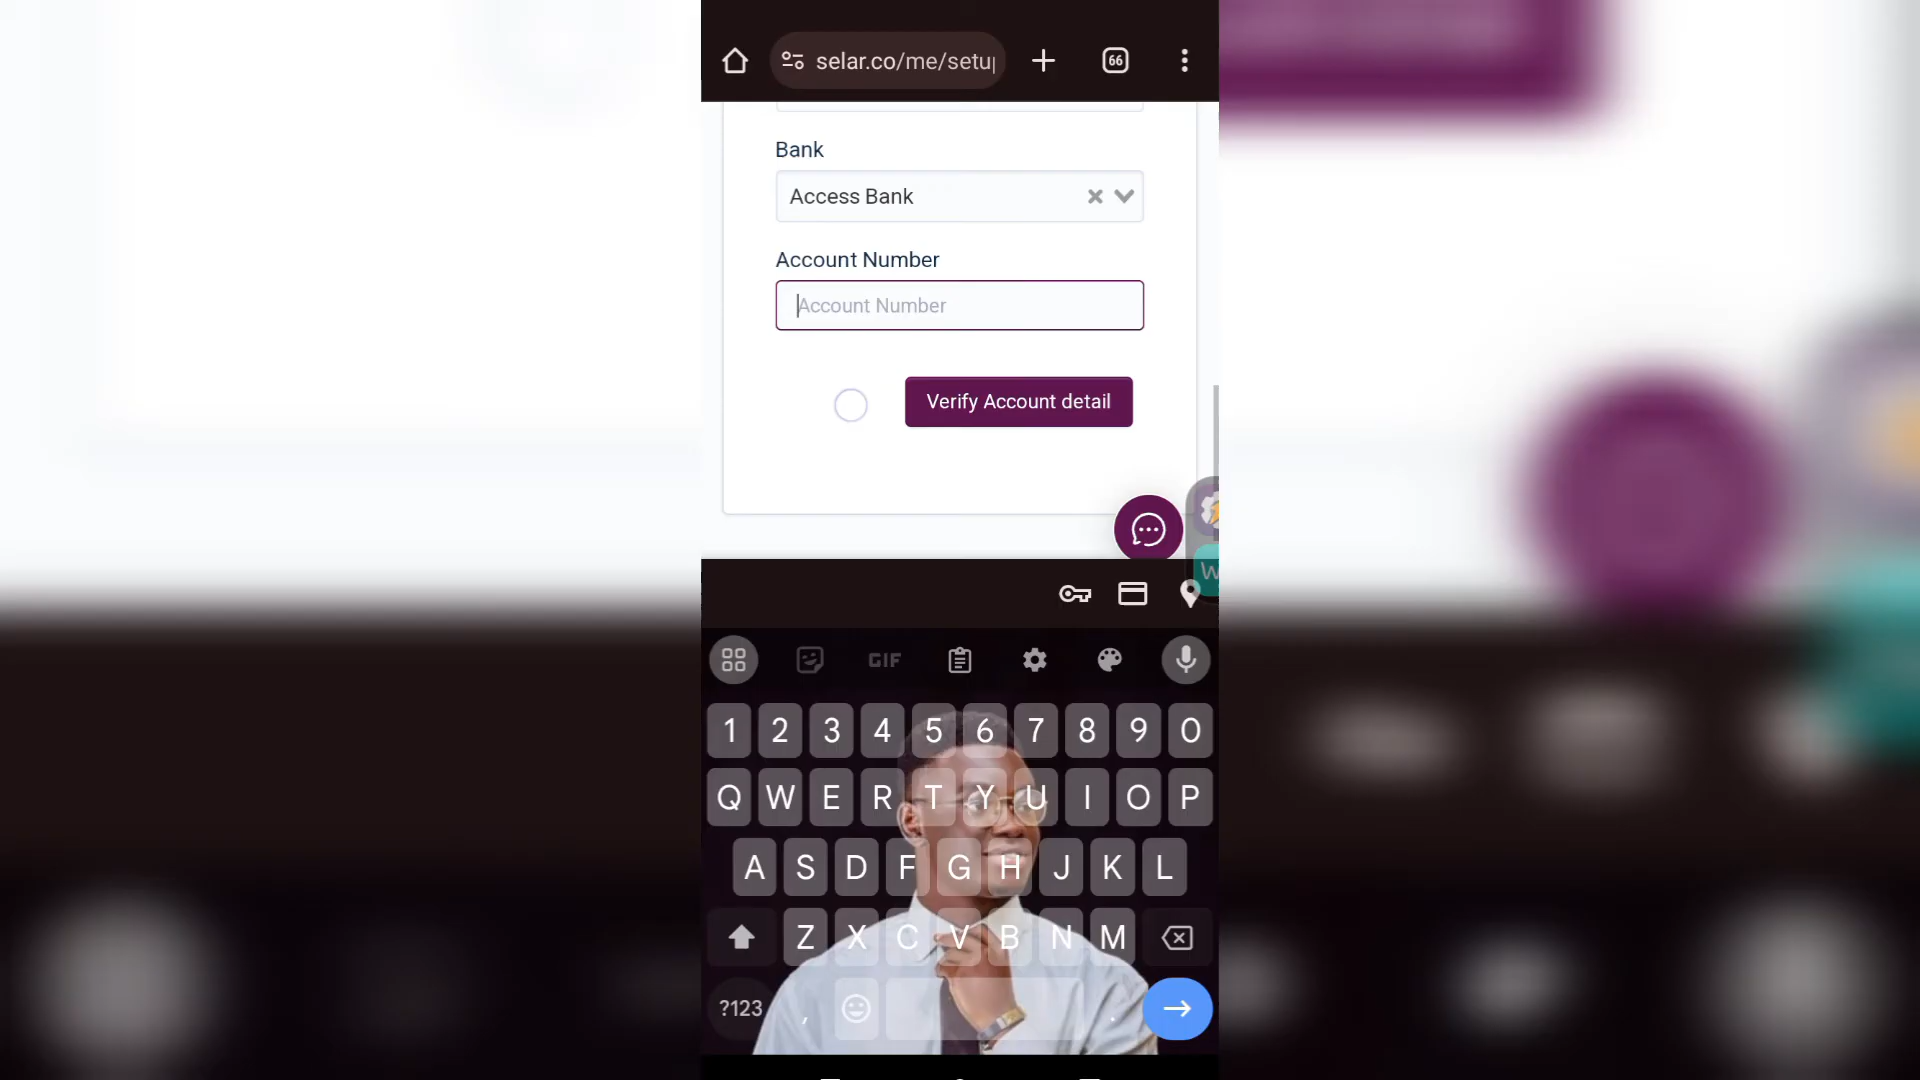 selar.co/me/setu
66
Bank
Access Bank
Account Number
Account Number
Verify Account detail
W
GIF
1 2 3 4 5 6 7 8 9 0
Q W E R T Y U I O P
A S D F G H J K L
Z X C V B N M
?123 , .